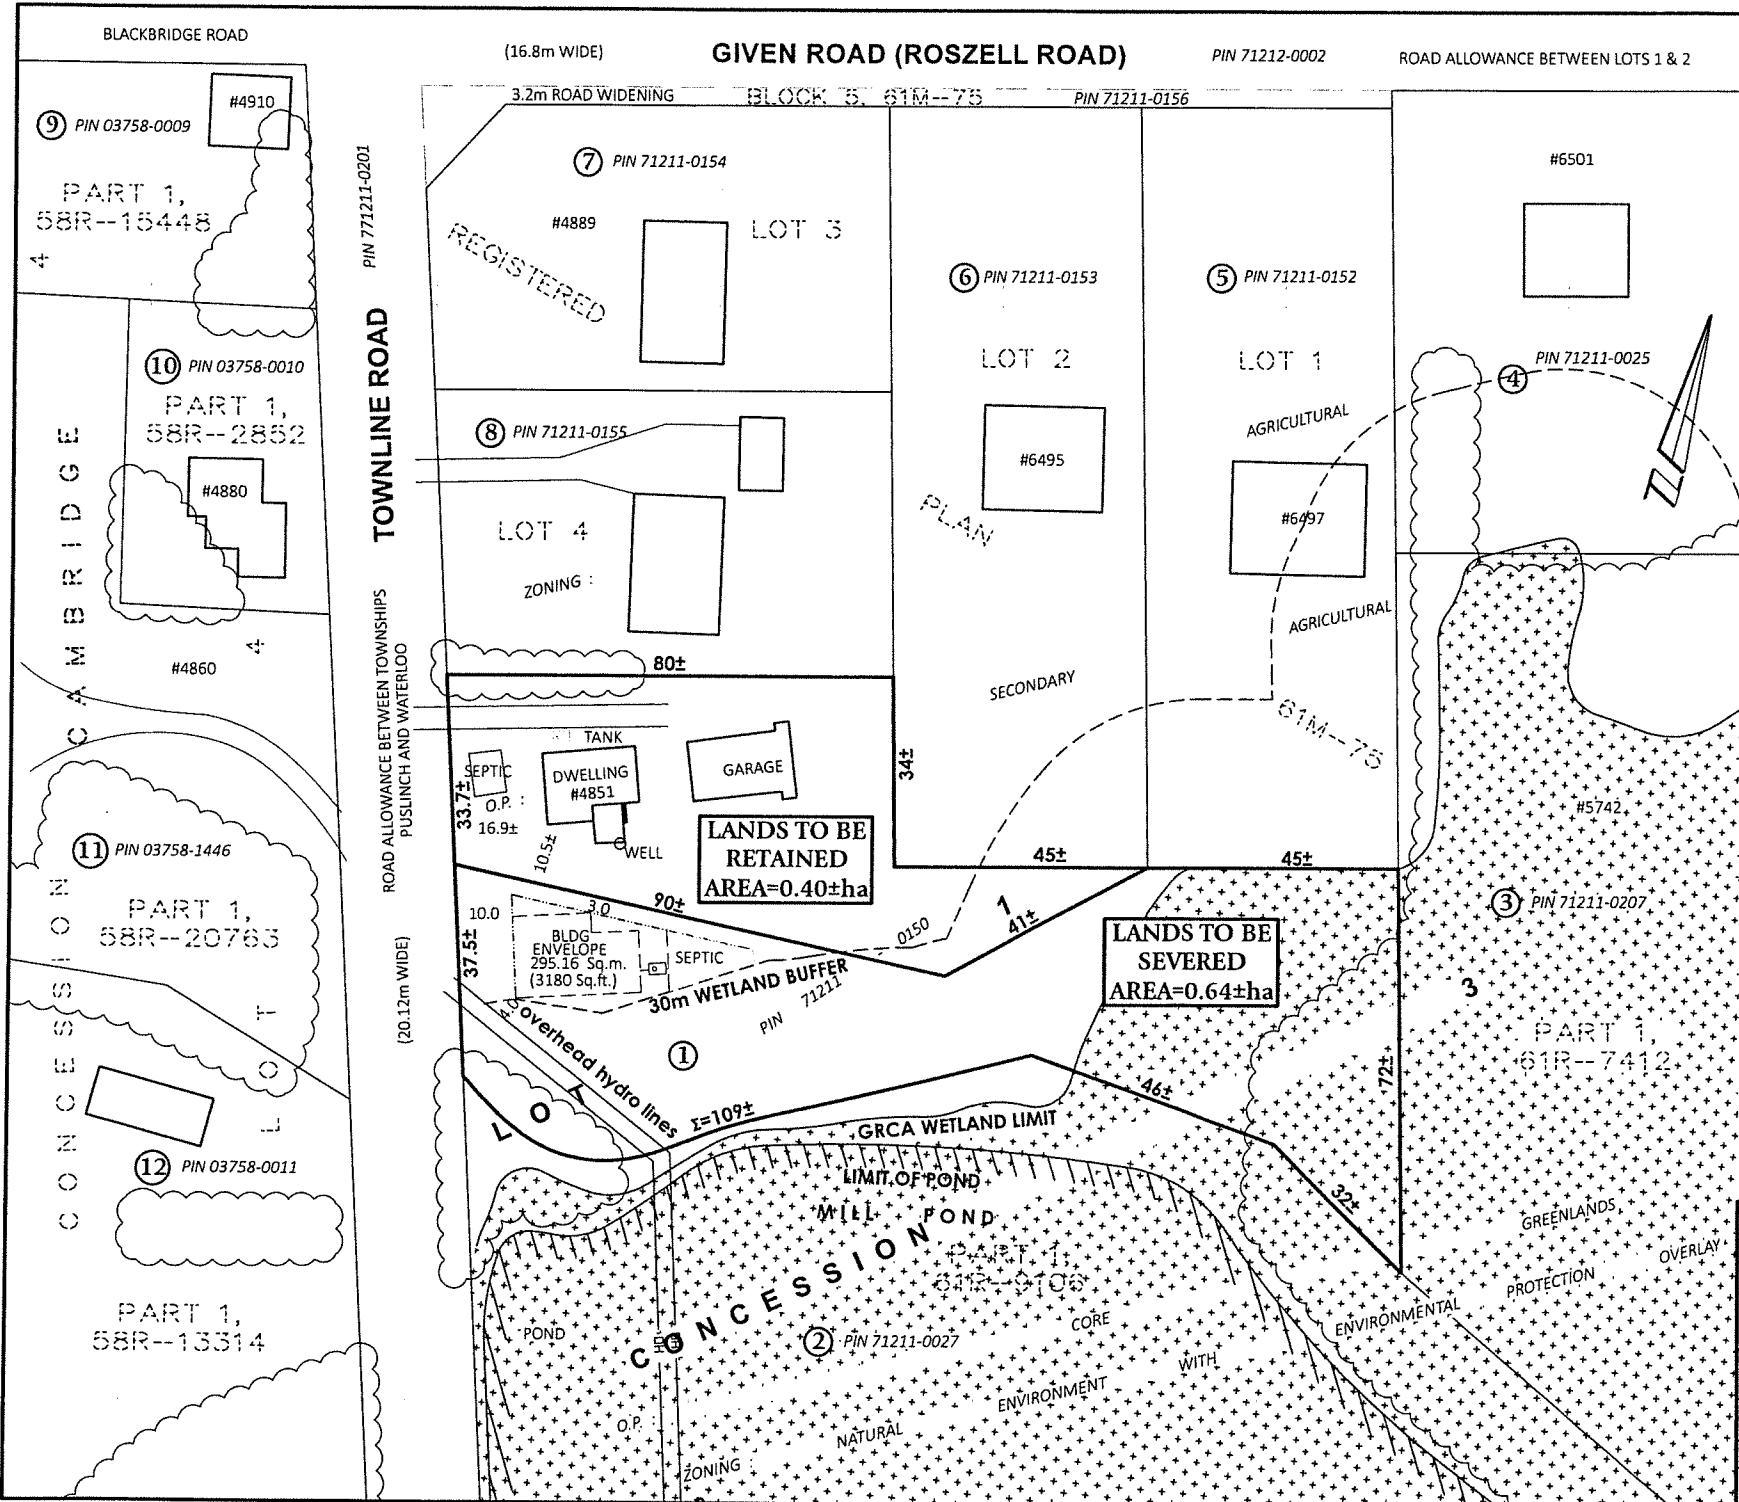 BLACKBRIDGE ROAD
(16.8m WIDE)
GIVEN ROAD (ROSZELL ROAD)
PIN 71212-0002
ROAD ALLOWANCE BETWEEN LOTS 1 & 2
3.2m ROAD WIDENING
BLOCK 5, 61M--75
PIN 71211-0156
#4910
9
PIN 03758-0009
PART 1,
58R--15448
4
PIN 771211-0201
7
PIN 71211-0154
#4889
LOT 3
REGISTERED
6
PIN 71211-0153
5
PIN 71211-0152
#6501
LOT 2
LOT 1
PIN 71211-0025
4
10
PIN 03758-0010
PART 1,
58R--2852
#4880
TOWNLINE ROAD
8
PIN 71211-0155
LOT 4
ZONING :
#6495
AGRICULTURAL
#6497
PLAN
AGRICULTURAL
CAMBRIDGE
4
#4860
ROAD ALLOWANCE BETWEEN TOWNSHIPS
PUSLINCH AND WATERLOO
80±
SECONDARY
61M--75
TANK
SEPTIC
DWELLING
#4851
GARAGE
34±
33.7±
O.P. :
16.9±
10.5±
WELL
LANDS TO BE
RETAINED
AREA=0.40±ha
45±
45±
#5742
11
PIN 03758-1446
PART 1,
58R--20763
CONCESSION
LOT
(20.12m WIDE)
37.5±
10.0
3.0
90±
BLDG
ENVELOPE
295.16 Sq.m.
(3180 Sq.ft.)
SEPTIC
0150
1
41±
LANDS TO BE
SEVERED
AREA=0.64±ha
3
PIN 71211-0207
3
PART 1,
61R--7412
30m WETLAND BUFFER
PIN
71211
4.0
overhead hydro lines
1
LOT
Σ=109±
46±
72±
GRCA WETLAND LIMIT
LIMIT OF POND
MILL POND
32±
12
PIN 03758-0011
PART 1,
58R--13314
CONCESSION
PART 1,
61R--9106
POND
2
PIN 71211-0027
CORE
WITH
ENVIRONMENT
NATURAL
O.P. :
ZONING :
GREENLANDS
OVERLAY
PROTECTION
ENVIRONMENTAL